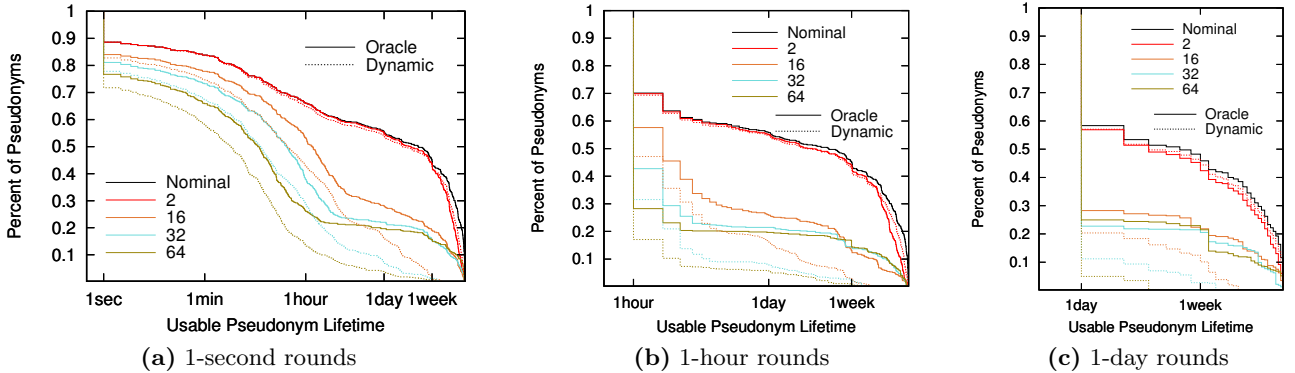 1
0.9
0.8
0.7
0.6
0.5
0.4
0.3
0.2
0.1
Percent of Pseudonyms
Oracle
Dynamic
Nominal
2
16
32
64
1sec 1min 1hour 1day 1week
Usable Pseudonym Lifetime
(a) 1-second rounds
1
0.9
0.8
0.7
0.6
0.5
0.4
0.3
0.2
0.1
Percent of Pseudonyms
Nominal
2
16
32
64
Oracle
Dynamic
1hour 1day 1week
Usable Pseudonym Lifetime
(b) 1-hour rounds
1
0.9
0.8
0.7
0.6
0.5
0.4
0.3
0.2
0.1
Percent of Pseudonyms
Nominal
2
16
32
64
Oracle
Dynamic
1day 1week
Usable Pseudonym Lifetime
(c) 1-day rounds